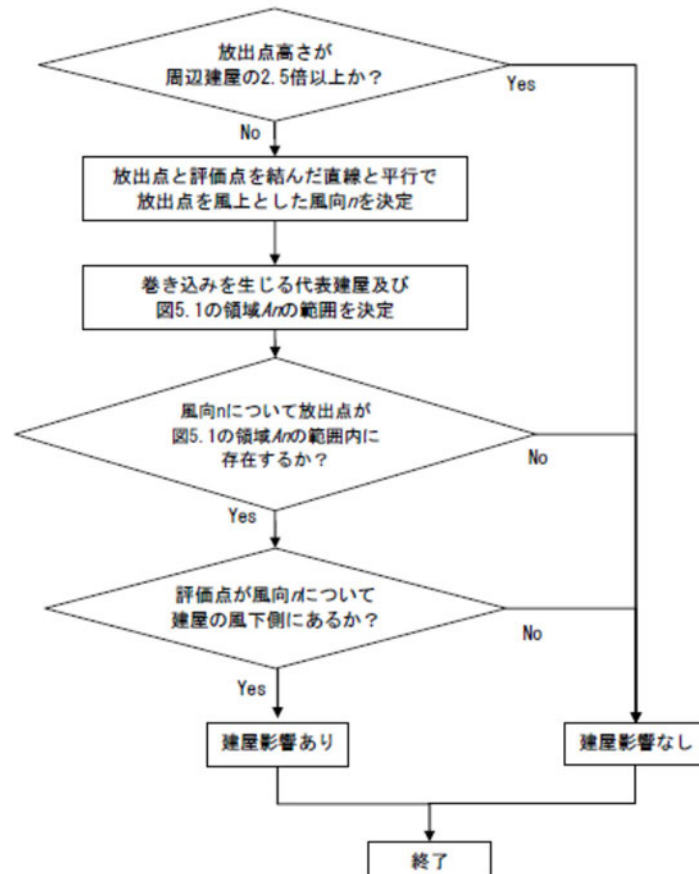 放出点高さが
周辺建屋の2.5倍以上か？
Yes
No
放出点と評価点を結んだ直線と平行で
放出点を風上とした風向nを決定
巻き込みを生じる代表建屋及び
図5.1の領域Anの範囲を決定
風向nについて放出点が
図5.1の領域Anの範囲内に
存在するか？
No
Yes
評価点が風向nについて
建屋の風下側にあるか？
No
Yes
建屋影響あり
建屋影響なし
終了